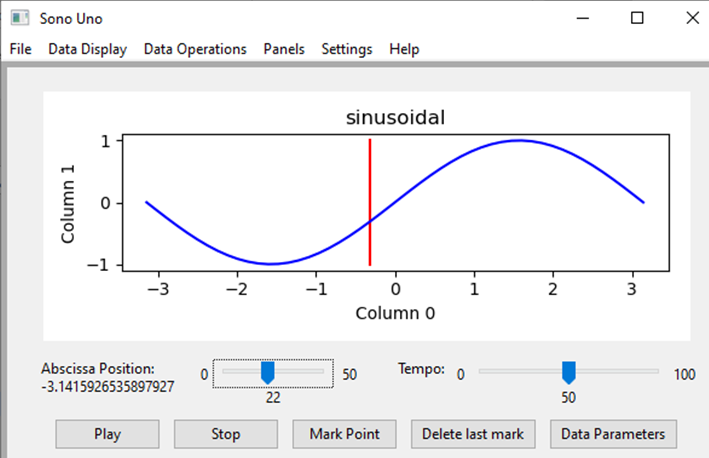 Sono Uno
File Data Display Data Operations Panels Settings Help
sinusoidal
1
0
−1
Column 1
−3 −2 −1 0 1 2 3
Column 0
Abscissa Position:
-3.1415926535897927
0 50
22
Tempo:
0 100
50
Play Stop Mark Point Delete last mark Data Parameters